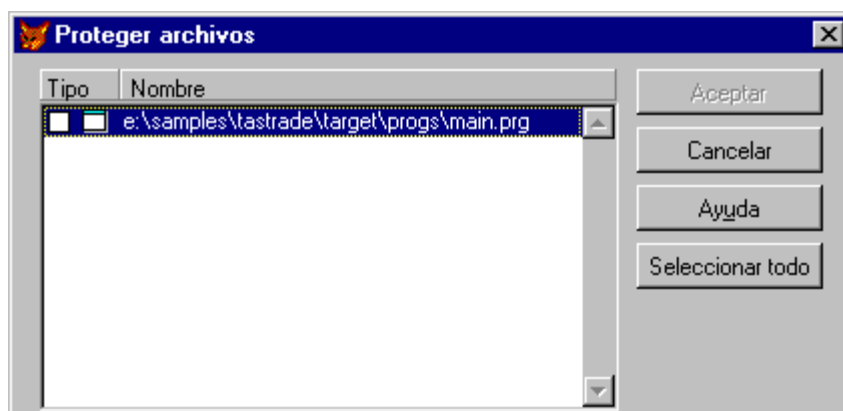 Proteger archivos
Tipo Nombre
e:\samples\tastrade\target\progs\main.prg
Aceptar
Cancelar
Ayuda
Seleccionar todo